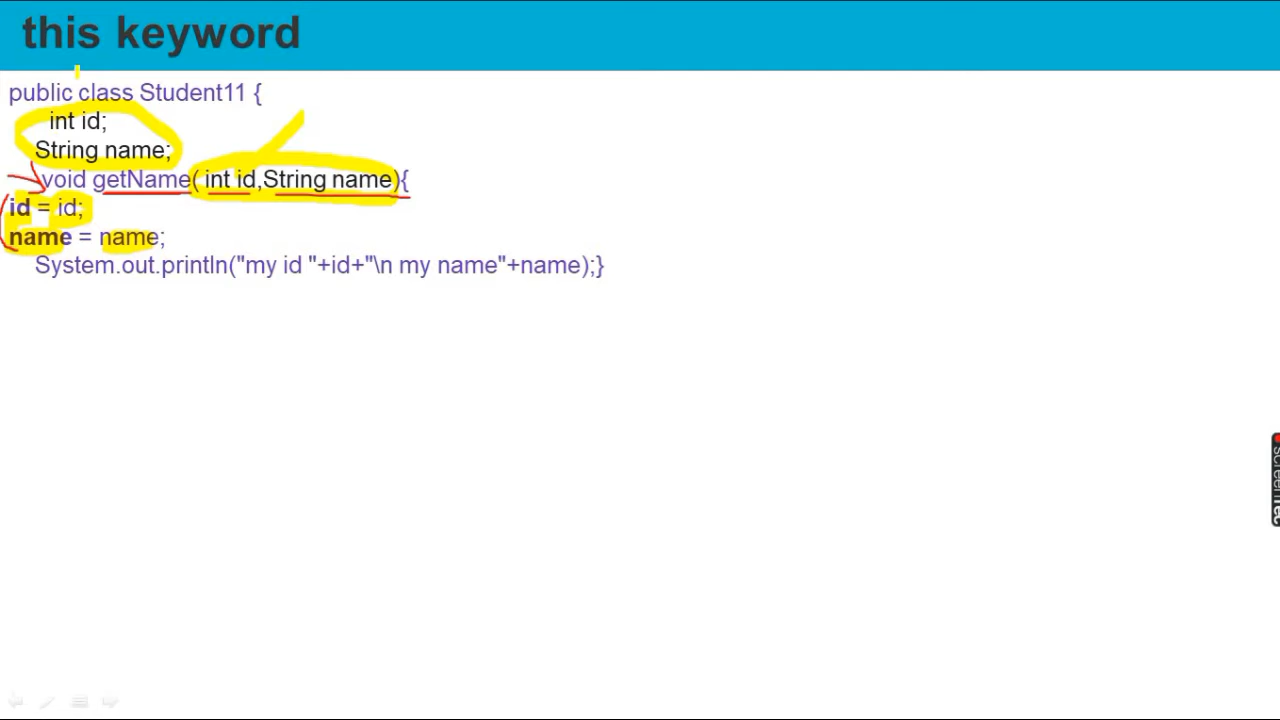 this keyword
public class Student11 {
int id;
String name;
void getName( int id,String name){
id = id;
name = name;
System.out.println("my id "+id+"\n my name"+name);}
screenrec